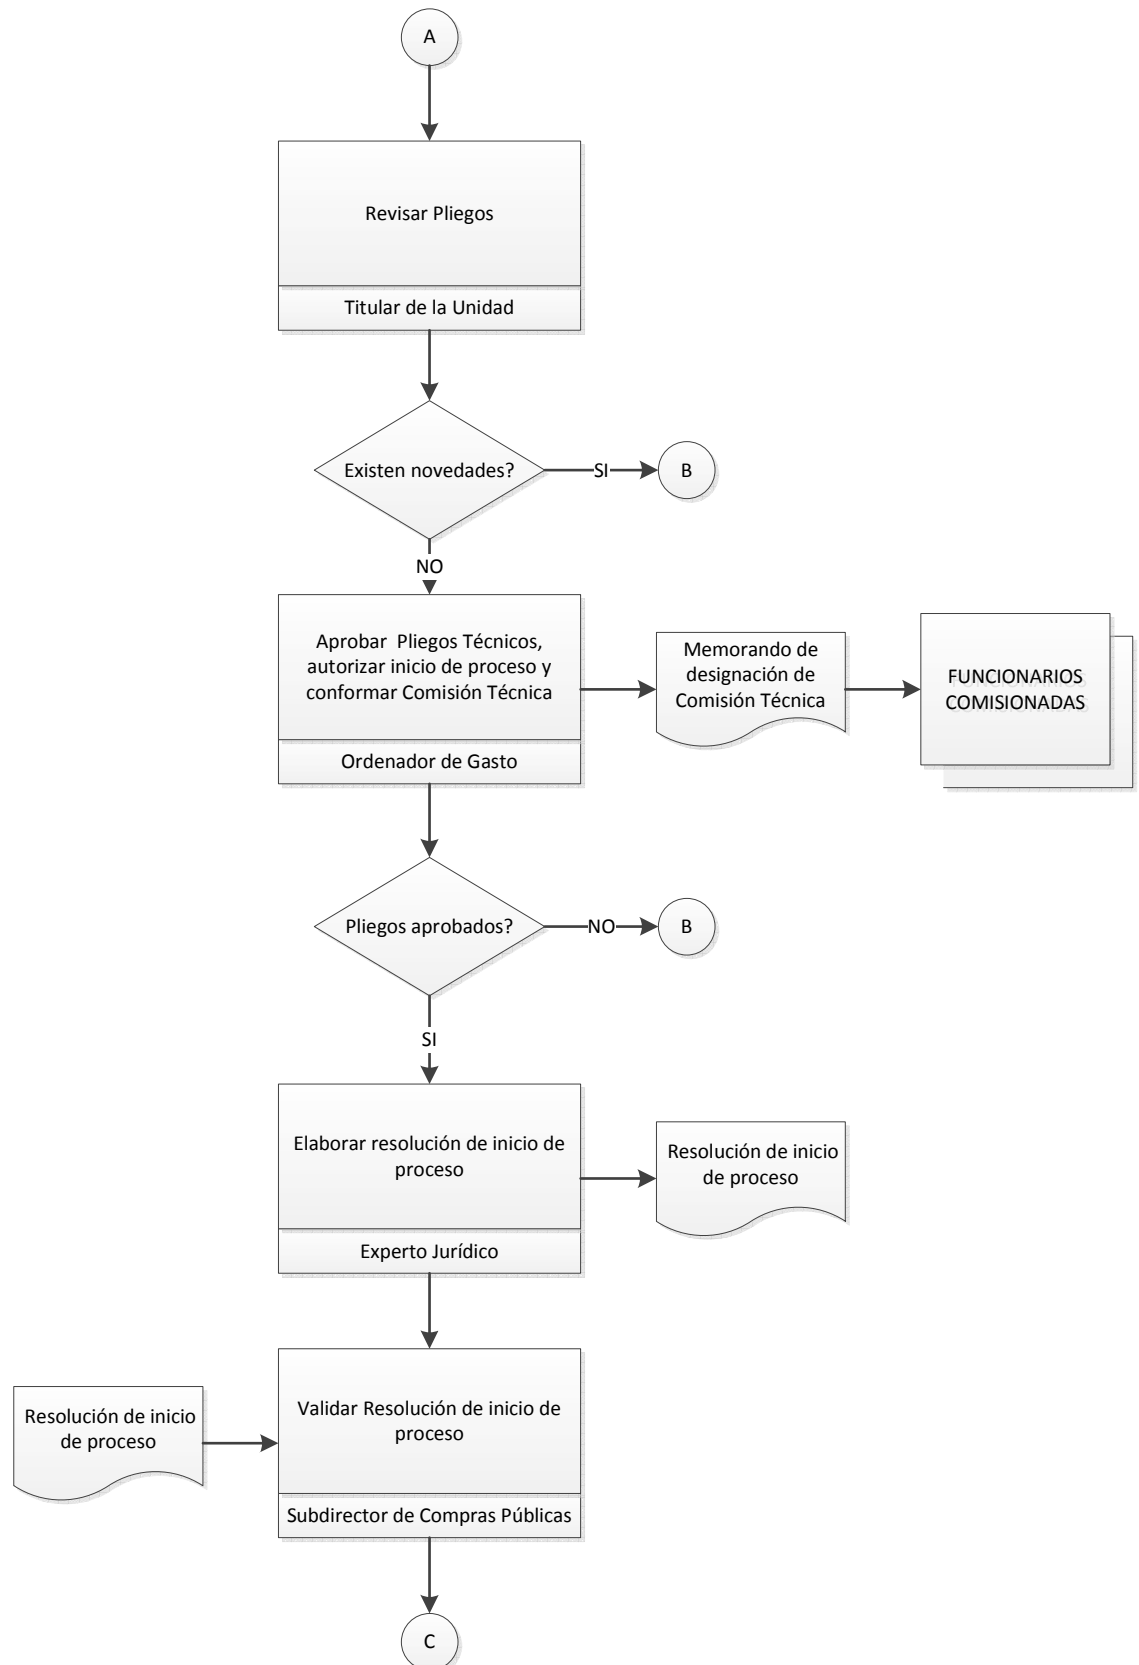 A
Revisar Pliegos
Titular de la Unidad
Existen novedades?
SI
B
NO
Aprobar Pliegos Técnicos,
autorizar inicio de proceso y
conformar Comisión Técnica
Ordenador de Gasto
Memorando de
designación de
Comisión Técnica
FUNCIONARIOS
COMISIONADAS
Pliegos aprobados?
NO
B
SI
Elaborar resolución de inicio de
proceso
Experto Jurídico
Resolución de inicio
de proceso
Resolución de inicio
de proceso
Validar Resolución de inicio de
proceso
Subdirector de Compras Públicas
C